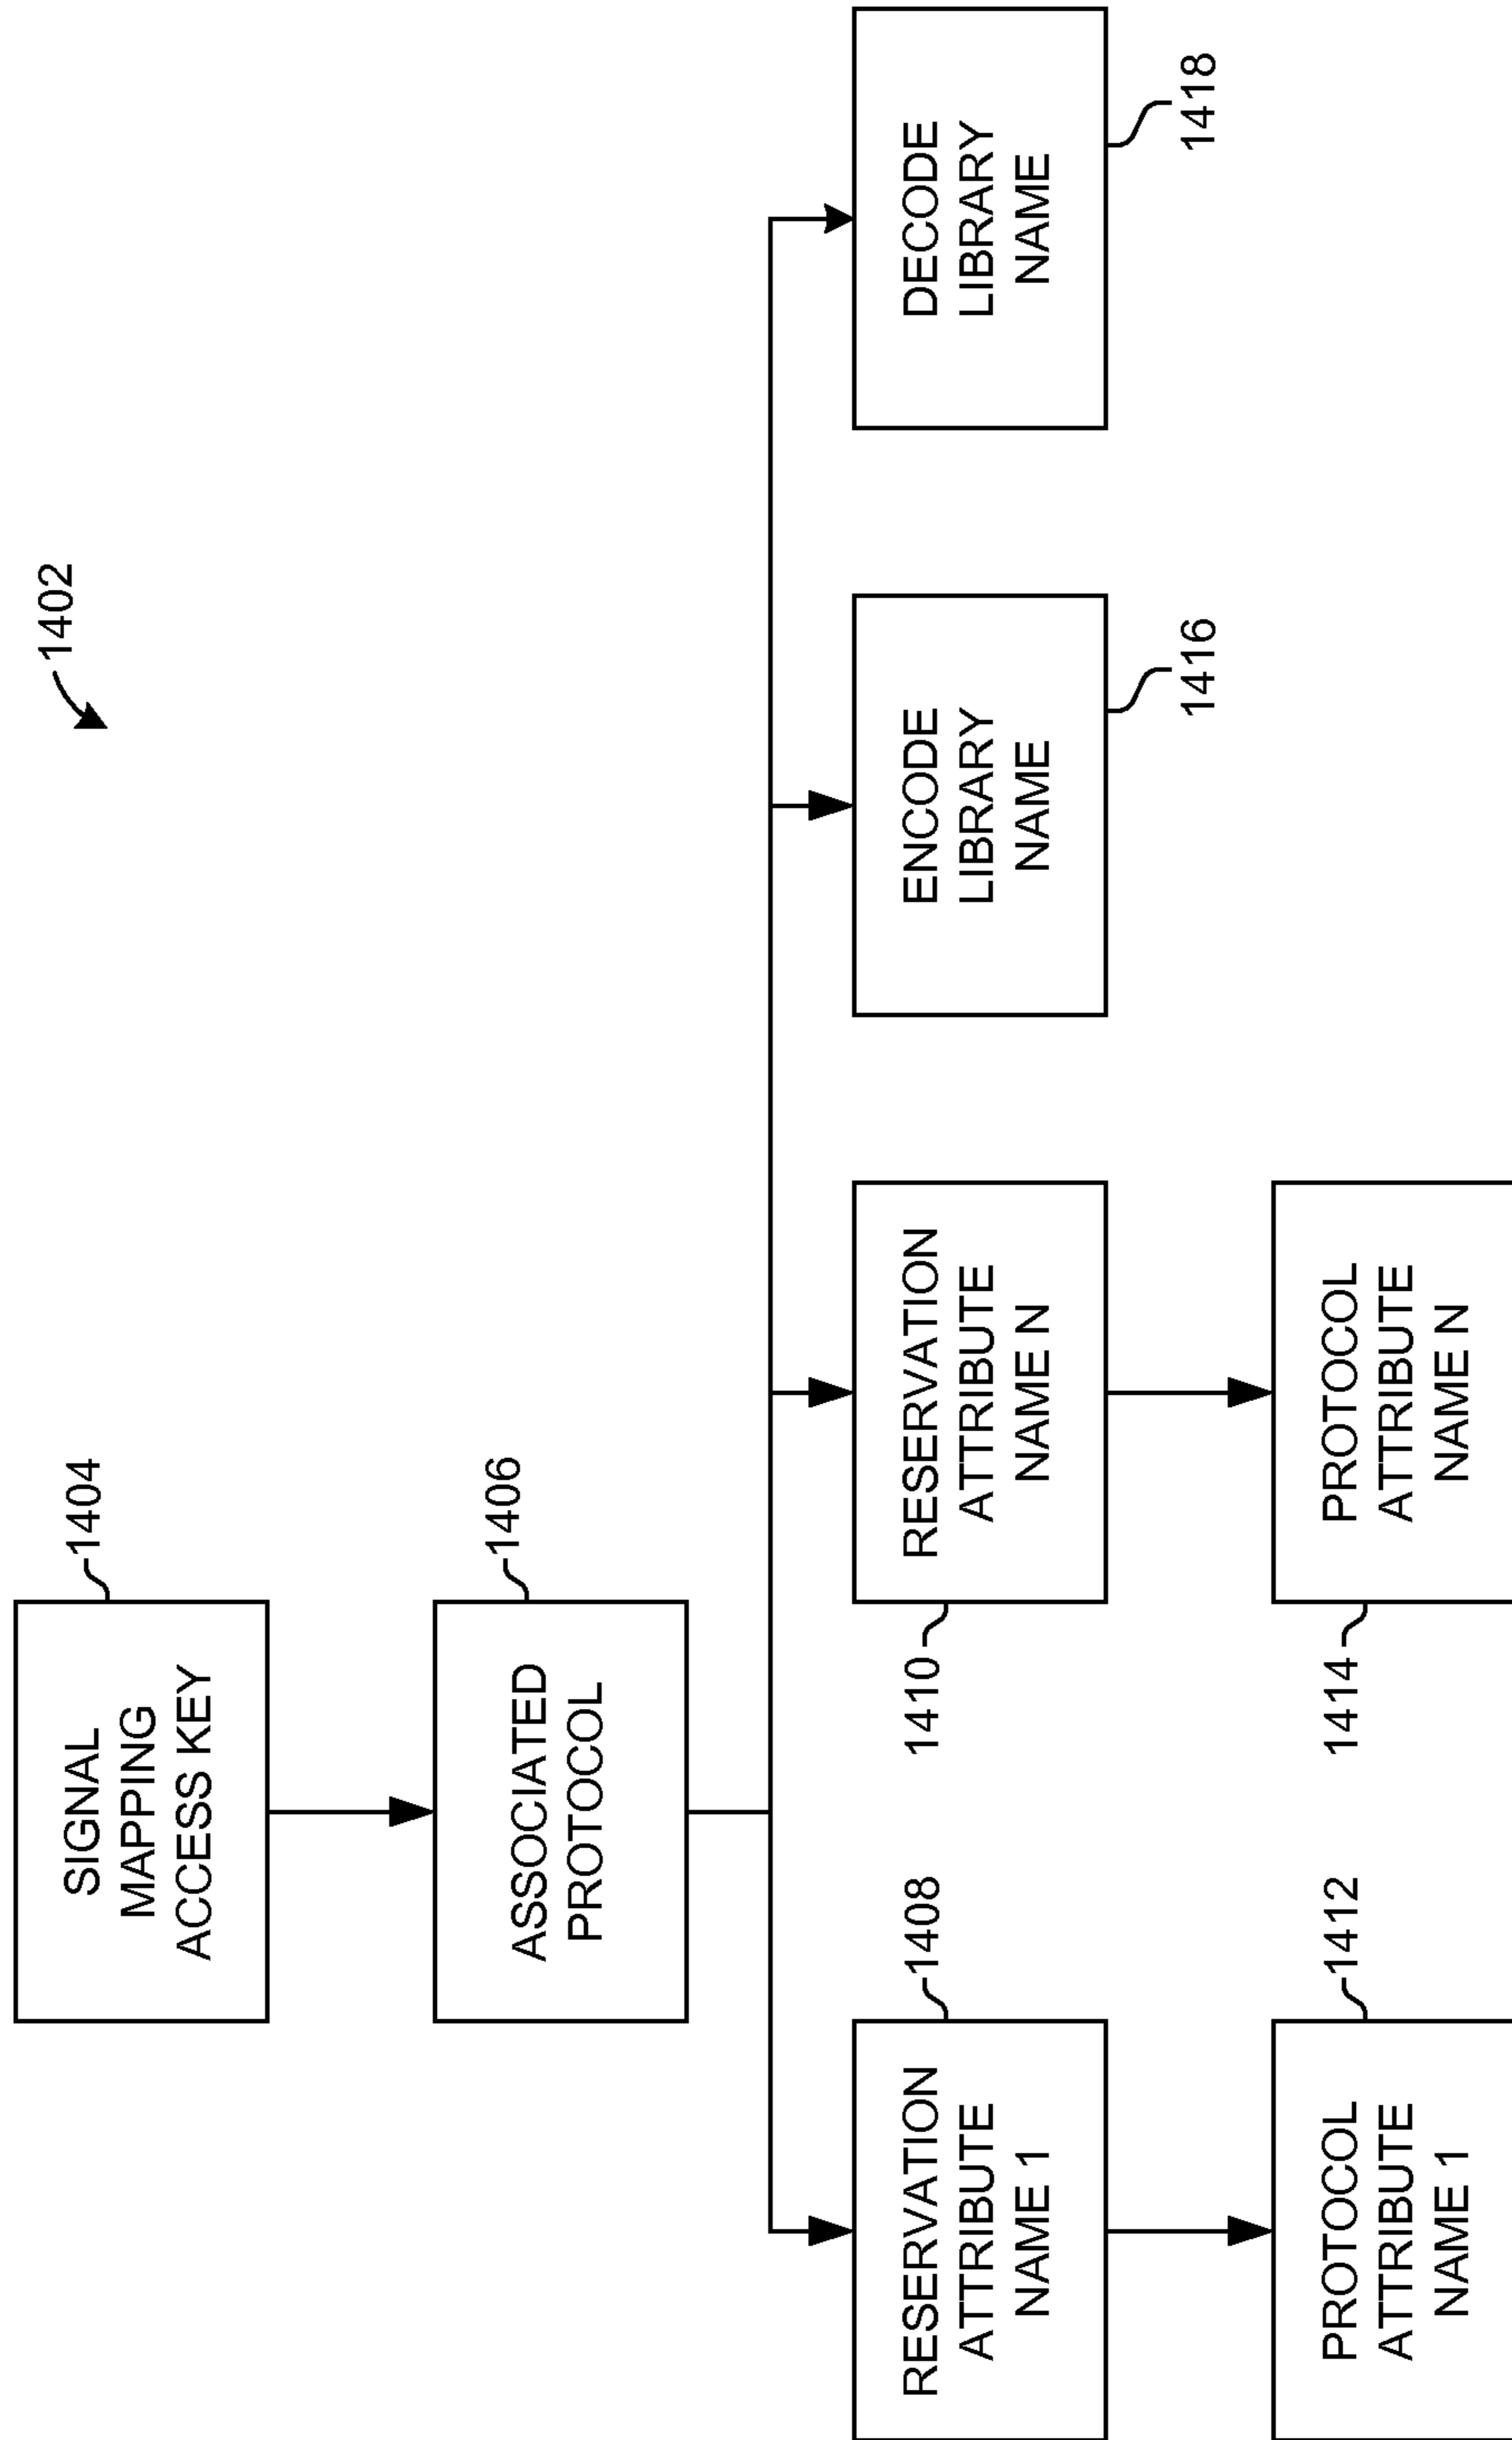 1402
SIGNAL
MAPPING
ACCESS KEY
1404
ASSOCIATED
PROTOCOL
1406
RESERVATION
ATTRIBUTE
NAME 1
1408
1410
RESERVATION
ATTRIBUTE
NAME N
ENCODE
LIBRARY
NAME
1416
DECODE
LIBRARY
NAME
1418
PROTOCOL
ATTRIBUTE
NAME 1
1412
1414
PROTOCOL
ATTRIBUTE
NAME N